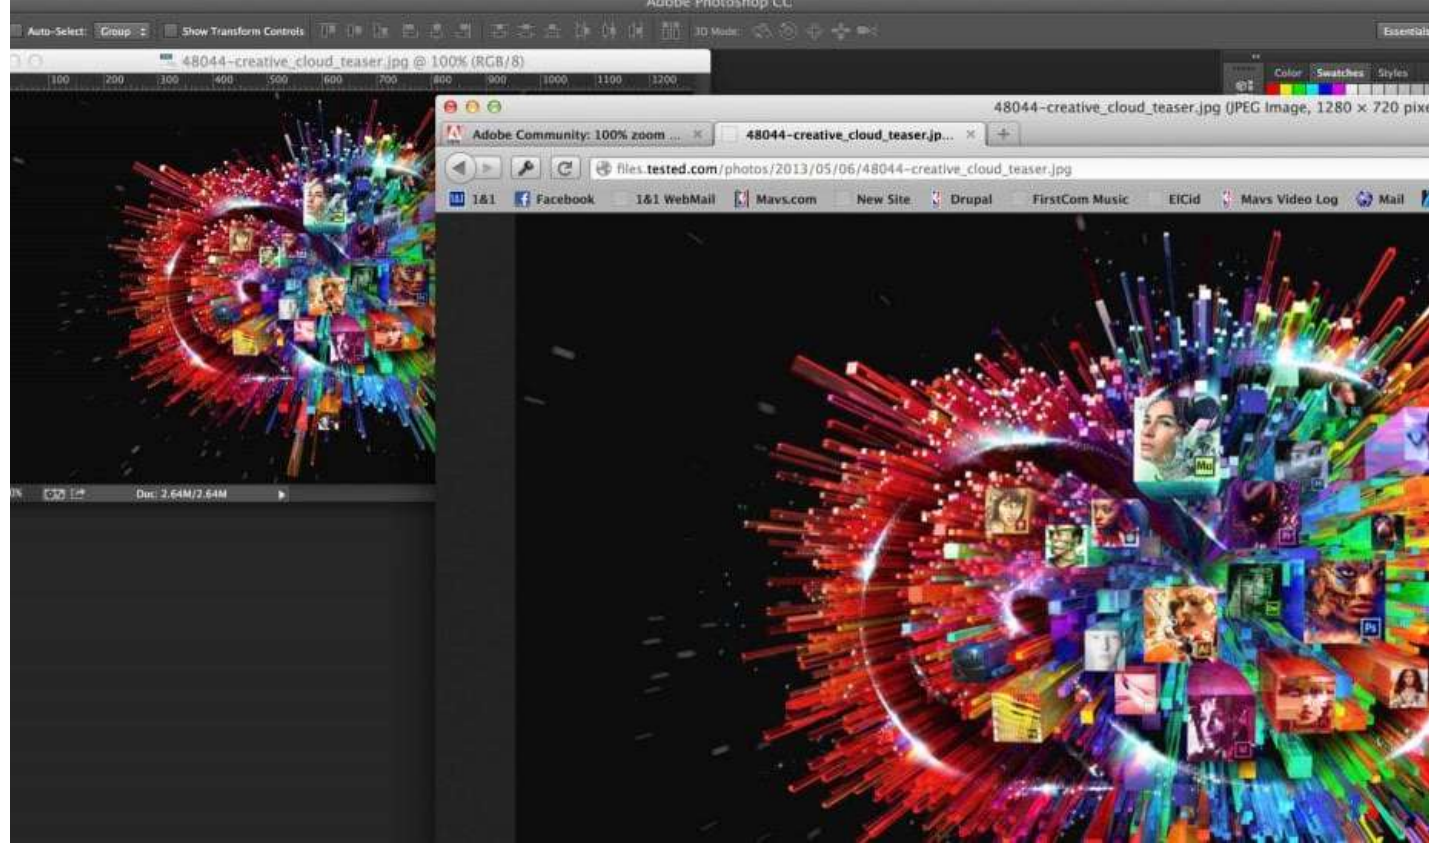 Adobe Photoshop CC
Auto-Select: Group Show Transform Controls 3D Mode: Essentials
48044-creative_cloud_teaser.jpg @ 100% (RGB/8)
100 200 300 400 500 600 700 800 900 1000 1100 1200
Color Swatches Styles
48044-creative_cloud_teaser.jpg (JPEG Image, 1280 × 720 pixe
Adobe Community: 100% zoom ... × 48044-creative_cloud_teaser.jp... × +
files.tested.com/photos/2013/05/06/48044-creative_cloud_teaser.jpg
1&1 1&1 Facebook 1&1 WebMail Mavs.com New Site Drupal FirstCom Music ElCid Mavs Video Log Mail
Mu
Pr
Ps
Ai
Doc: 2.64M/2.64M